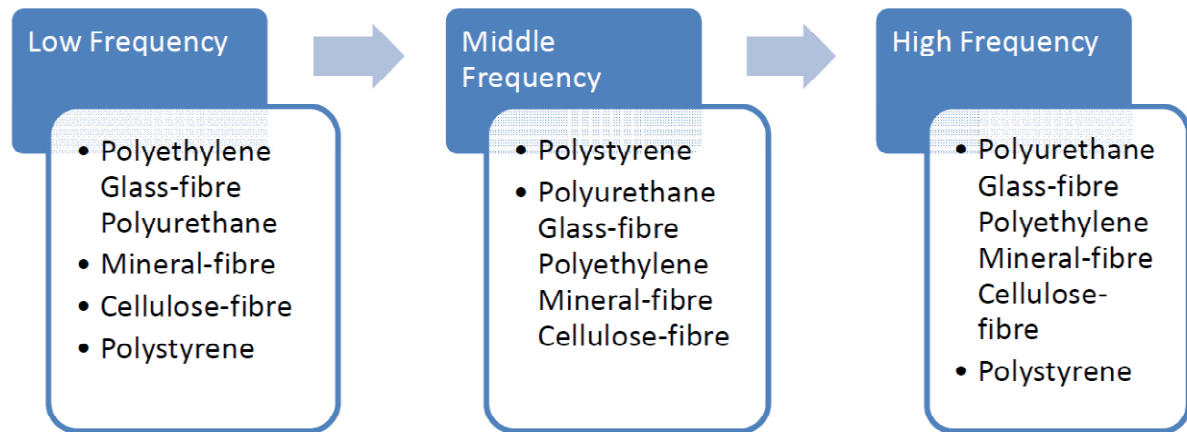 Low Frequency
• Polyethylene
Glass-fibre
Polyurethane
• Mineral-fibre
• Cellulose-fibre
• Polystyrene
Middle
Frequency
• Polystyrene
• Polyurethane
Glass-fibre
Polyethylene
Mineral-fibre
Cellulose-fibre
High Frequency
• Polyurethane
Glass-fibre
Polyethylene
Mineral-fibre
Cellulose-
fibre
• Polystyrene